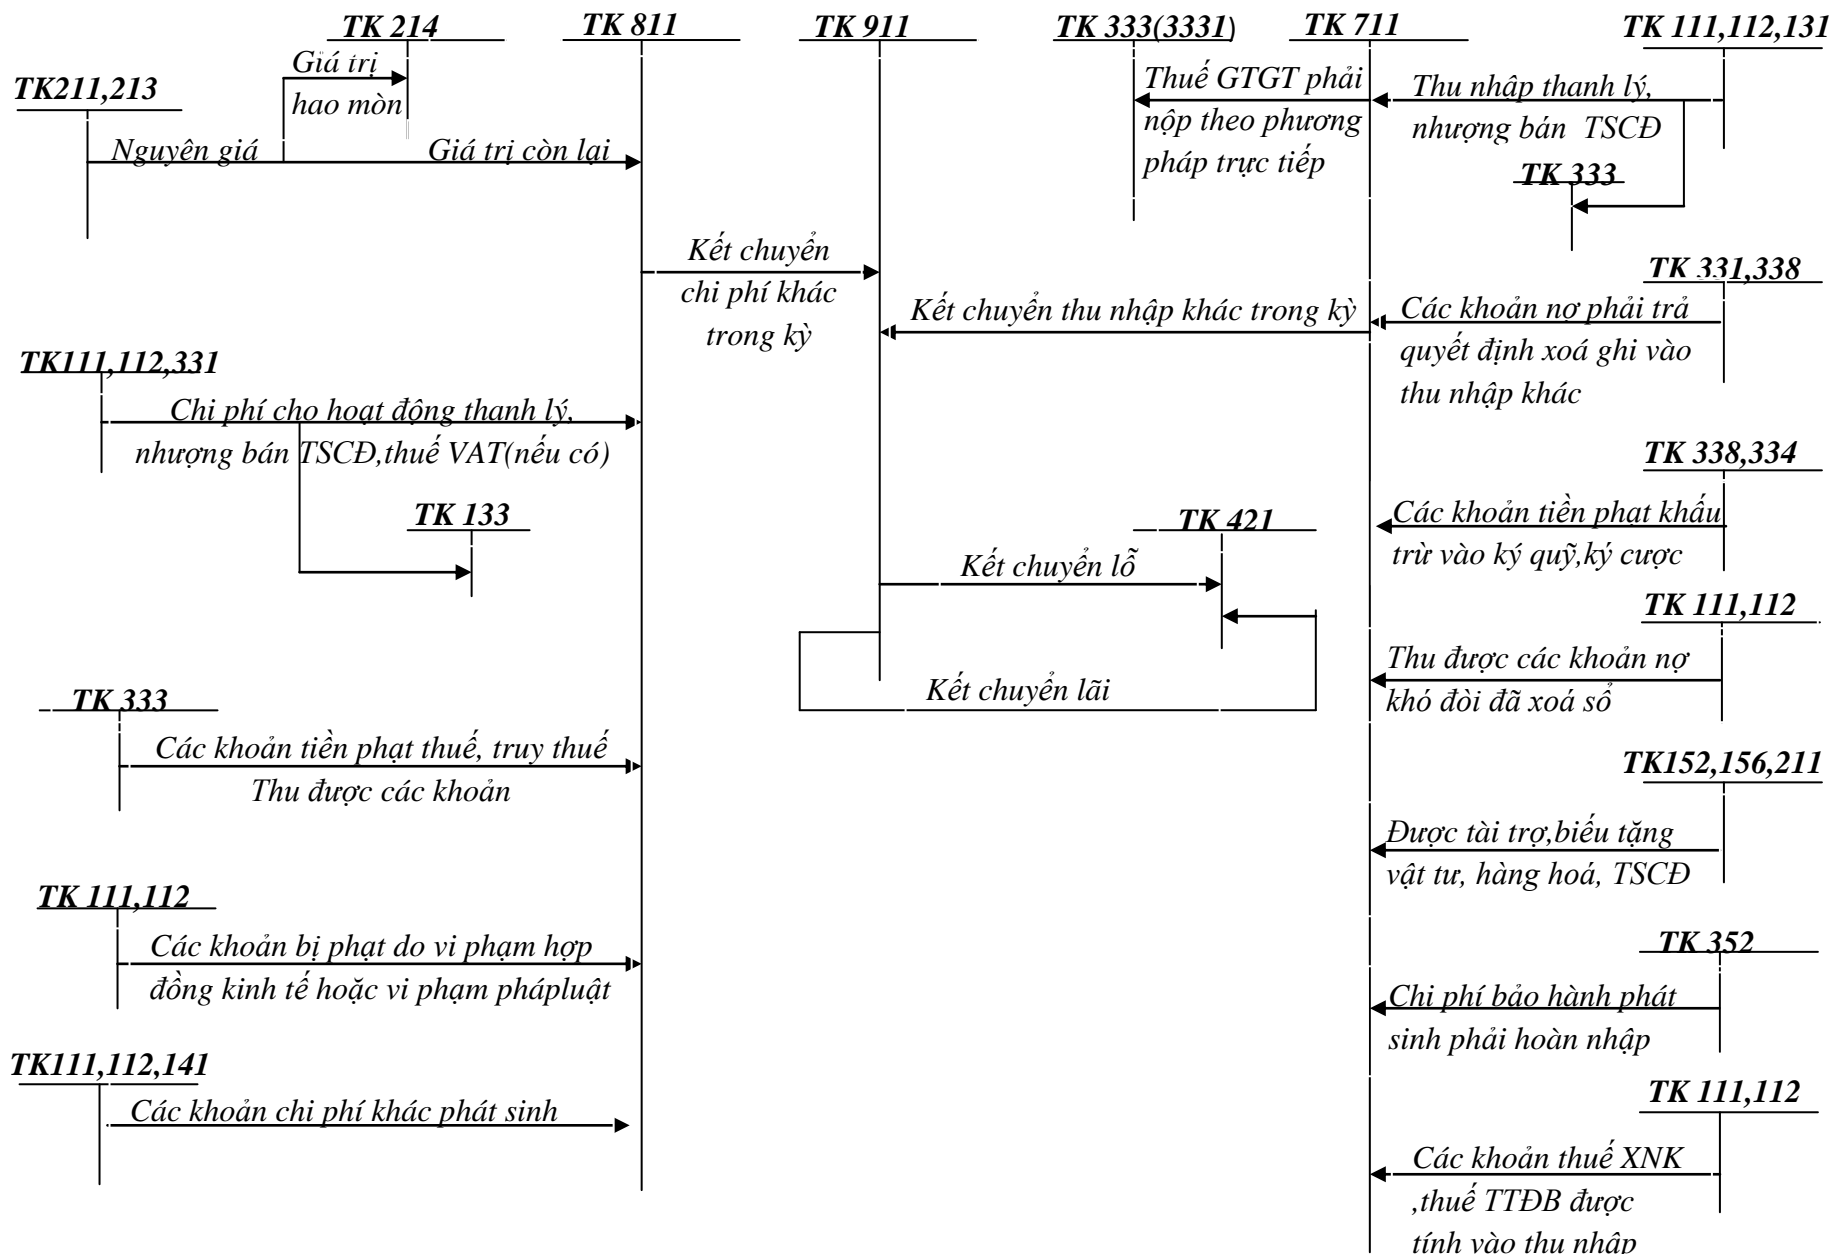 TK 214
TK 811
TK 911
TK 333(3331)
TK 711
TK 111,112,131
Giá trị
hao mòn
TK211,213
Nguyên giá
Giá trị còn lại
Thuế GTGT phải
nộp theo phương
pháp trực tiếp
Thu nhập thanh lý,
nhượng bán TSCĐ
TK 333
Kết chuyển
chi phí khác
trong kỳ
Kết chuyển thu nhập khác trong kỳ
TK 331,338
Các khoản nợ phải trả
quyết định xoá ghi vào
thu nhập khác
TK111,112,331
Chi phí cho hoạt động thanh lý,
nhượng bán TSCĐ,thuế VAT(nếu có)
TK 133
TK 338,334
Các khoản tiền phạt khấu
trừ vào ký quỹ,ký cược
TK 421
Kết chuyển lỗ
Kết chuyển lãi
TK 111,112
Thu được các khoản nợ
khó đòi đã xoá sổ
TK 333
Các khoản tiền phạt thuế, truy thuế
Thu được các khoản
TK152,156,211
Được tài trợ,biếu tặng
vật tư, hàng hoá, TSCĐ
TK 111,112
Các khoản bị phạt do vi phạm hợp
đồng kinh tế hoặc vi phạm phápluật
TK 352
Chi phí bảo hành phát
sinh phải hoàn nhập
TK111,112,141
Các khoản chi phí khác phát sinh
TK 111,112
Các khoản thuế XNK
,thuế TTĐB được
tính vào thu nhập